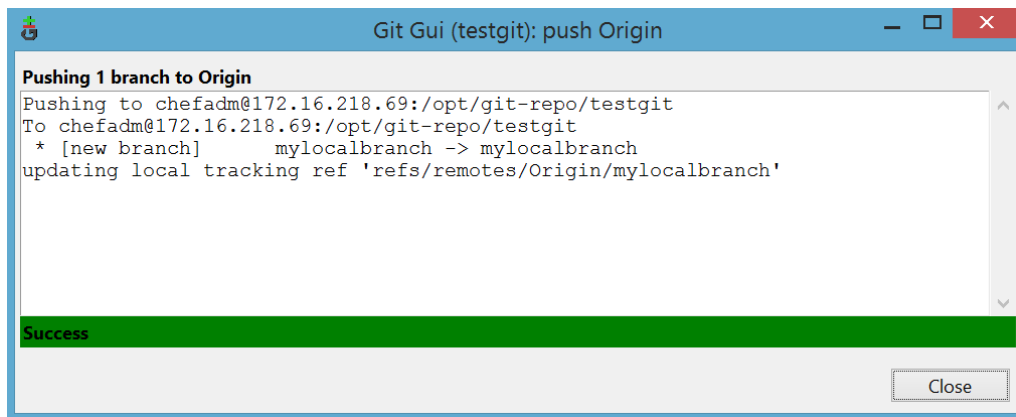 Git Gui (testgit): push Origin
Pushing 1 branch to Origin
Pushing to chefadm@172.16.218.69:/opt/git-repo/testgit
To chefadm@172.16.218.69:/opt/git-repo/testgit
 * [new branch]      mylocalbranch -> mylocalbranch
updating local tracking ref 'refs/remotes/Origin/mylocalbranch'
Success
Close